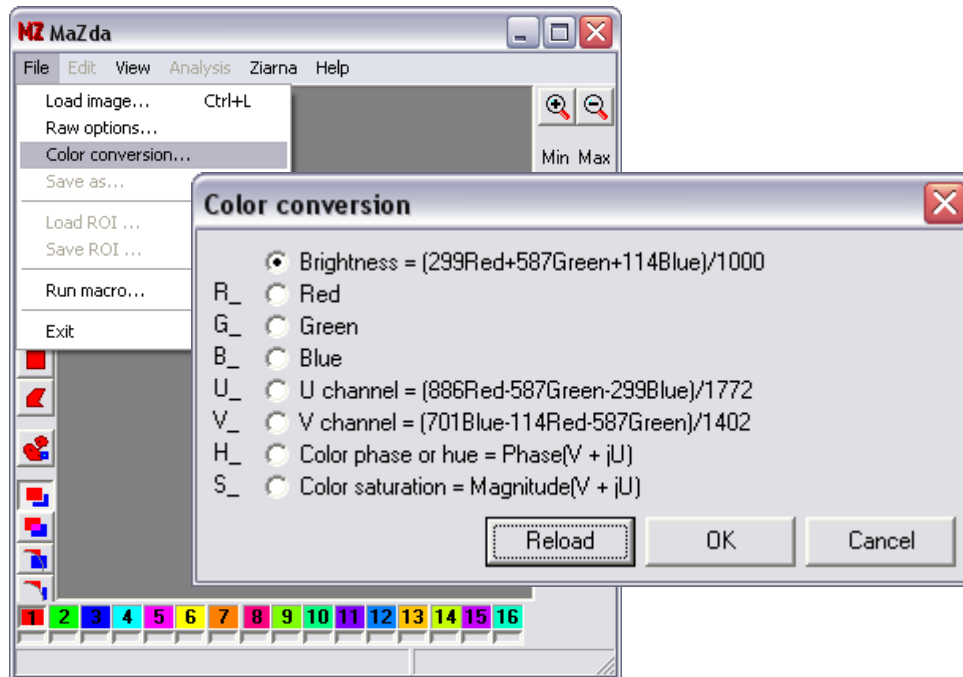 MZ MaZda
File Edit View Analysis Ziarna Help
Load image... Ctrl+L
Raw options...
Color conversion...
Save as...
Load ROI ...
Save ROI ...
Run macro...
Exit
Min Max
Color conversion
Brightness = (299Red+587Green+114Blue)/1000
R_ Red
G_ Green
B_ Blue
U_ U channel = (886Red-587Green-299Blue)/1772
V_ V channel = (701Blue-114Red-587Green)/1402
H_ Color phase or hue = Phase(V + jU)
S_ Color saturation = Magnitude(V + jU)
Reload OK Cancel
1 2 3 4 5 6 7 8 9 10 11 12 13 14 15 16